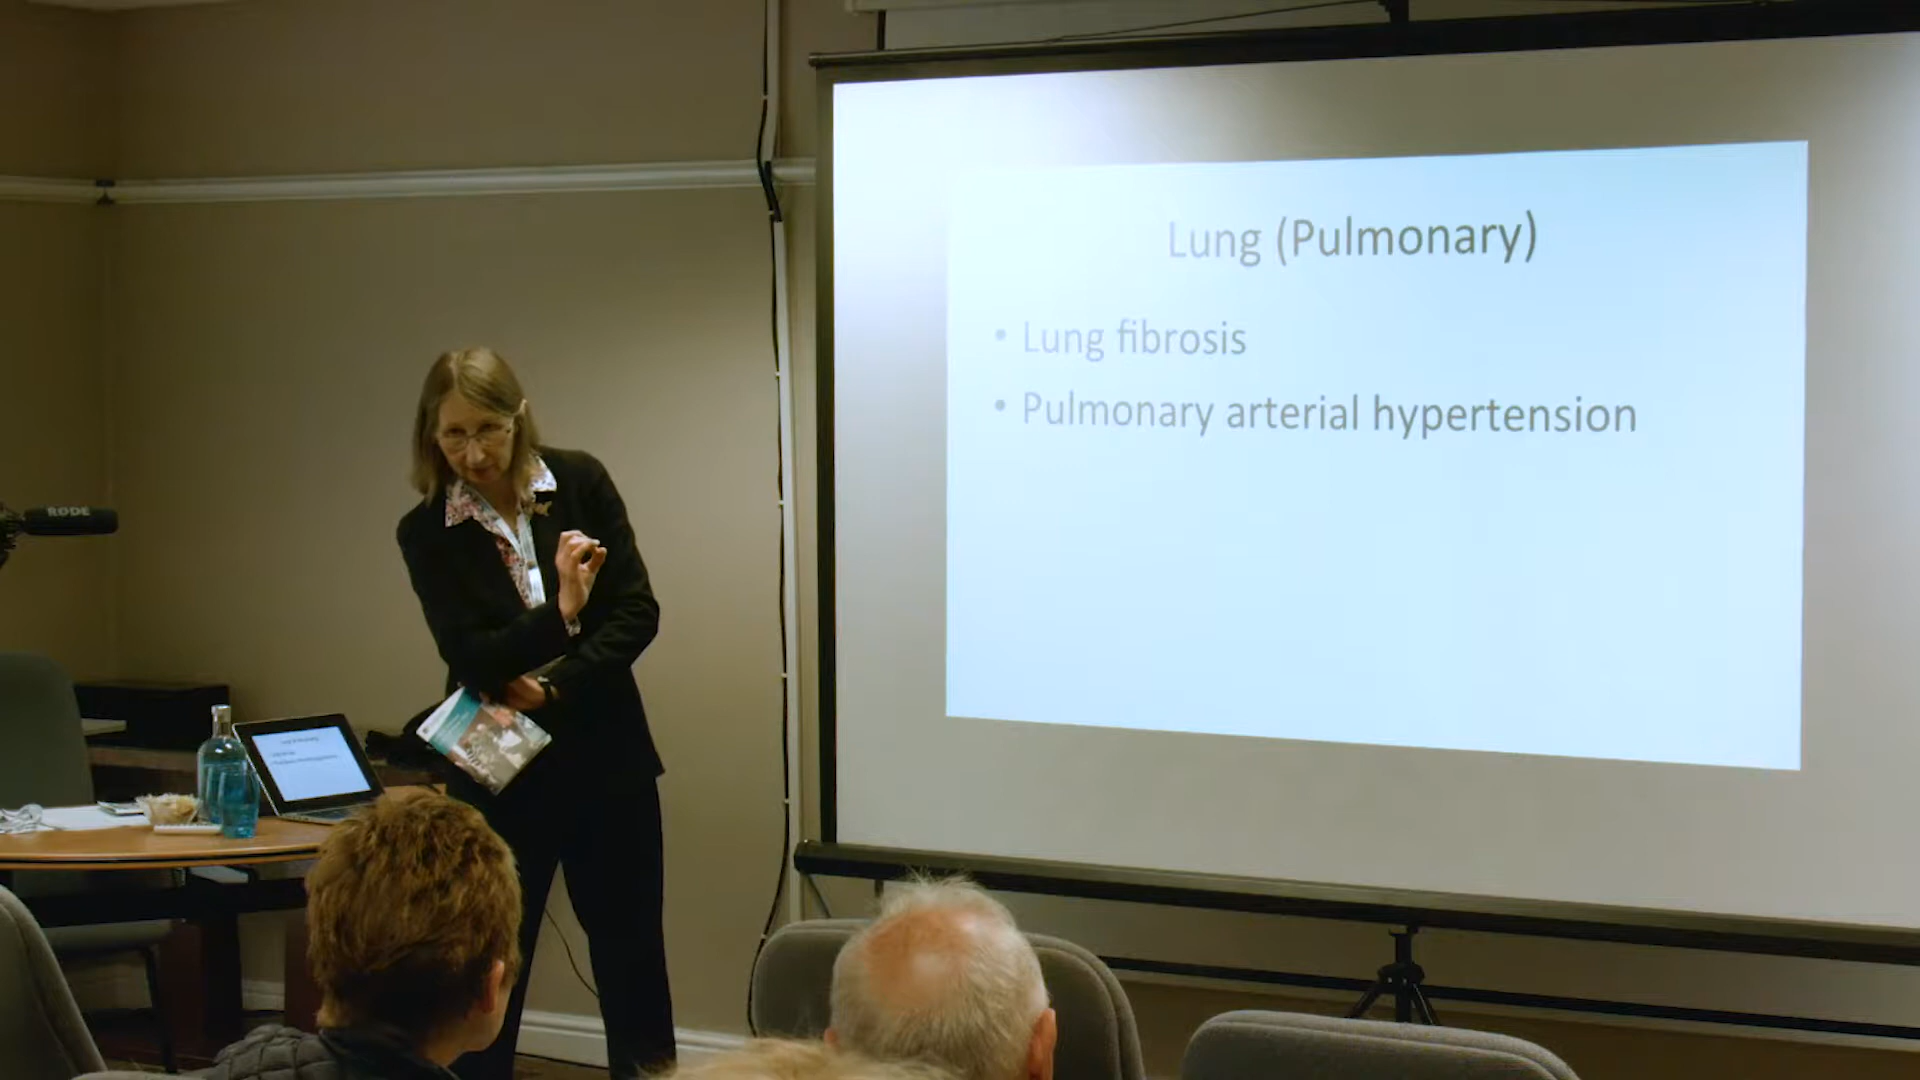 Lung (Pulmonary)
• Lung fibrosis
• Pulmonary arterial hypertension
RODE